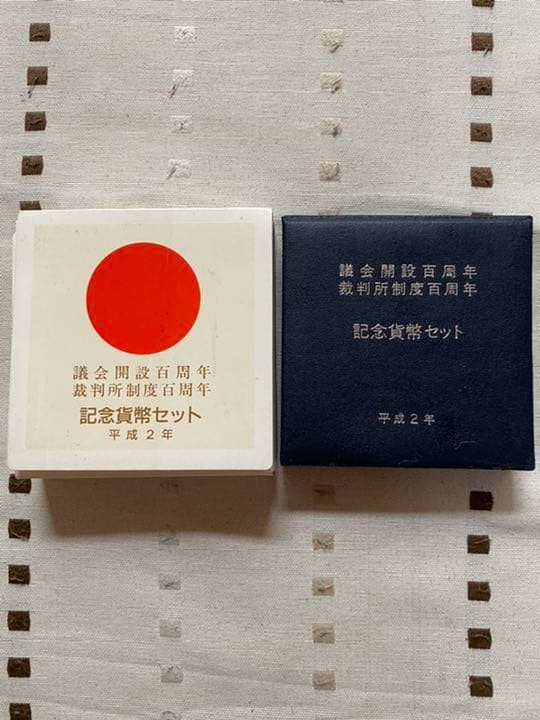 議会開設百周年
裁判所制度百周年
記念貨幣セット
平成2年
議会開設百周年
裁判所制度百周年
記念貨幣セット
平成2年